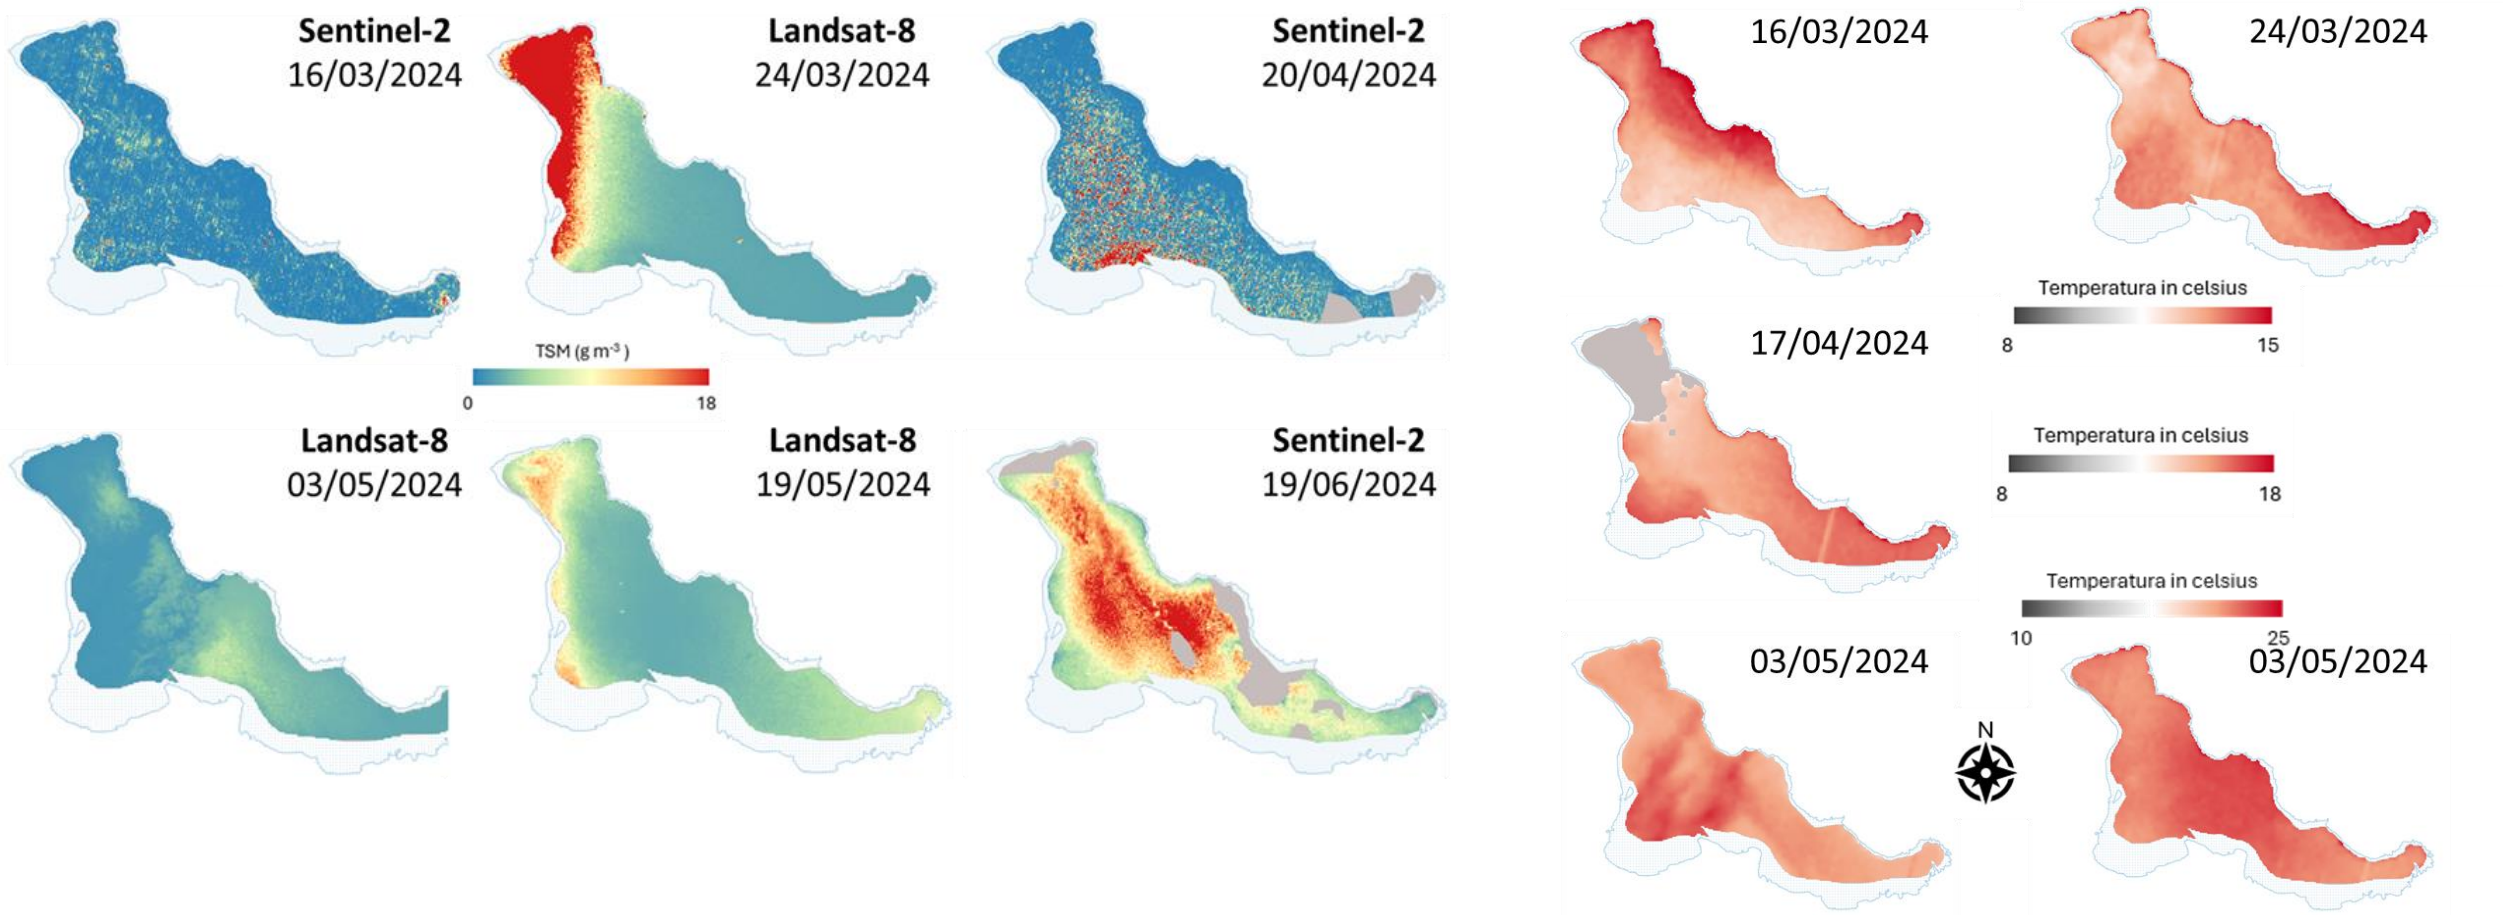 Sentinel-2
16/03/2024
Landsat-8
24/03/2024
Sentinel-2
20/04/2024
TSM (g m⁻³ )
0
18
Landsat-8
03/05/2024
Landsat-8
19/05/2024
Sentinel-2
19/06/2024
16/03/2024
24/03/2024
Temperatura in celsius
8
15
17/04/2024
Temperatura in celsius
8
18
Temperatura in celsius
10
25
03/05/2024
03/05/2024
N